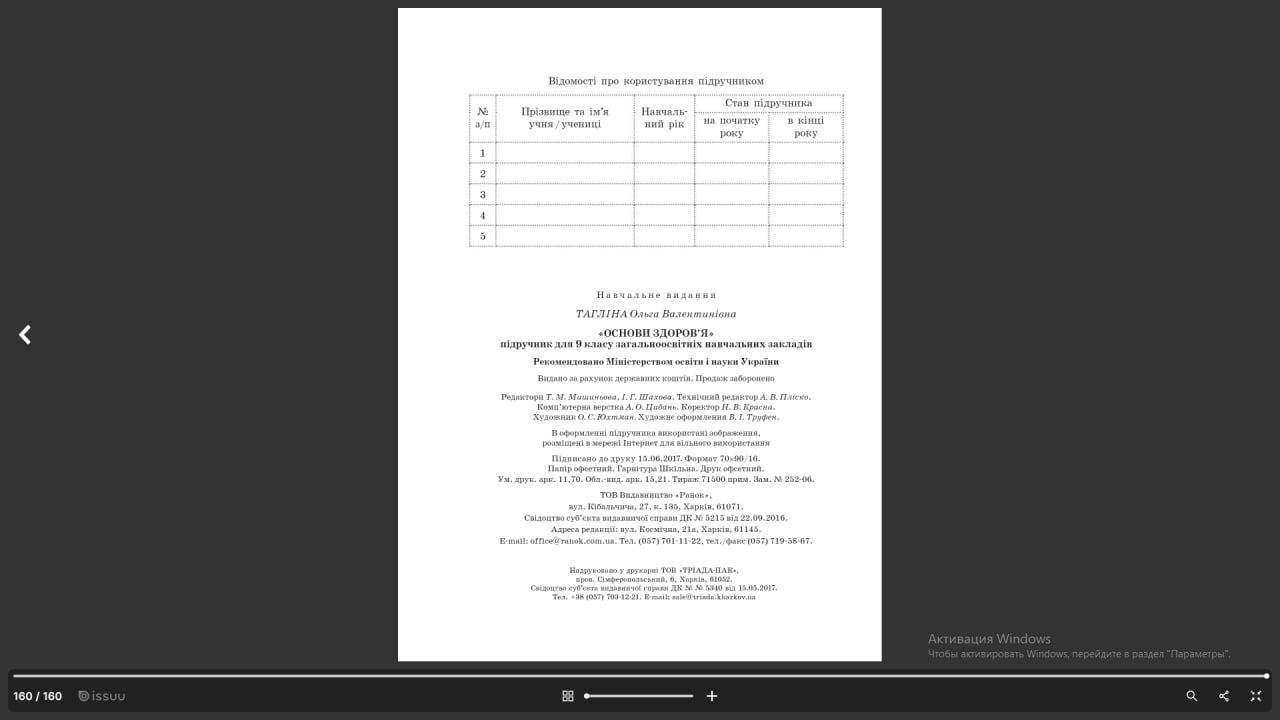 Відомості про користування підручником
№ з/п
Прізвище та ім’я учня / учениці
Навчаль-
ний рік
Стан підручника
на початку року
в кінці року
1
2
3
4
5
Навчальне видання
ТАГЛІНА Ольга Валентинівна
«ОСНОВИ ЗДОРОВ’Я»
підручник для 9 класу загальноосвітніх навчальних закладів
Рекомендовано Міністерством освіти і науки України
Видано за рахунок державних коштів. Продаж заборонено
Редактори Т. М. Мишиньова, І. Г. Шахова. Технічний редактор А. В. Пліско.
Комп’ютерна верстка А. О. Цибань. Коректор Н. В. Красна.
Художник О. С. Юхтман. Художнє оформлення В. І. Труфен.
В оформленні підручника використані зображення,
розміщені в мережі Інтернет для вільного використання
Підписано до друку 15.06.2017. Формат 70×90/16.
Папір офсетний. Гарнітура Шкільна. Друк офсетний.
Ум. друк. арк. 11,70. Обл.-вид. арк. 15,21. Тираж 71500 прим. Зам. № 252-06.
ТОВ Видавництво «Ранок»,
вул. Кібальчича, 27, к. 135, Харків, 61071.
Свідоцтво суб’єкта видавничої справи ДК № 5215 від 22.09.2016.
Адреса редакції: вул. Космічна, 21а, Харків, 61145.
E-mail: office@ranok.com.ua. Тел. (057) 701-11-22, тел./факс (057) 719-58-67.
Надруковано у друкарні ТОВ «ТРІАДА-ПАК»,
пров. Сімферопольський, 6, Харків, 61052.
Свідоцтво суб’єкта видавничої справи ДК № № 5340 від 15.05.2017.
Тел. +38 (057) 703-12-21. E-mail: sale@triada.kharkov.ua
Активация Windows
Чтобы активировать Windows, перейдите в раздел "Параметры".
160 / 160
issuu